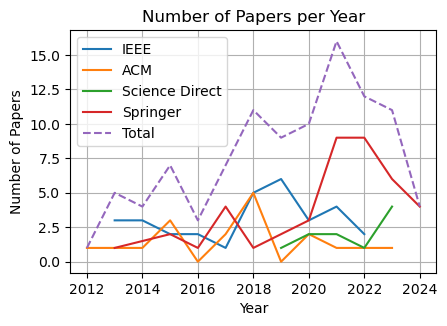 Number of Papers per Year
Number of Papers
15.0
12.5
10.0
7.5
5.0
2.5
0.0
IEEE
ACM
Science Direct
Springer
Total
2012
2014
2016
2018
2020
2022
2024
Year